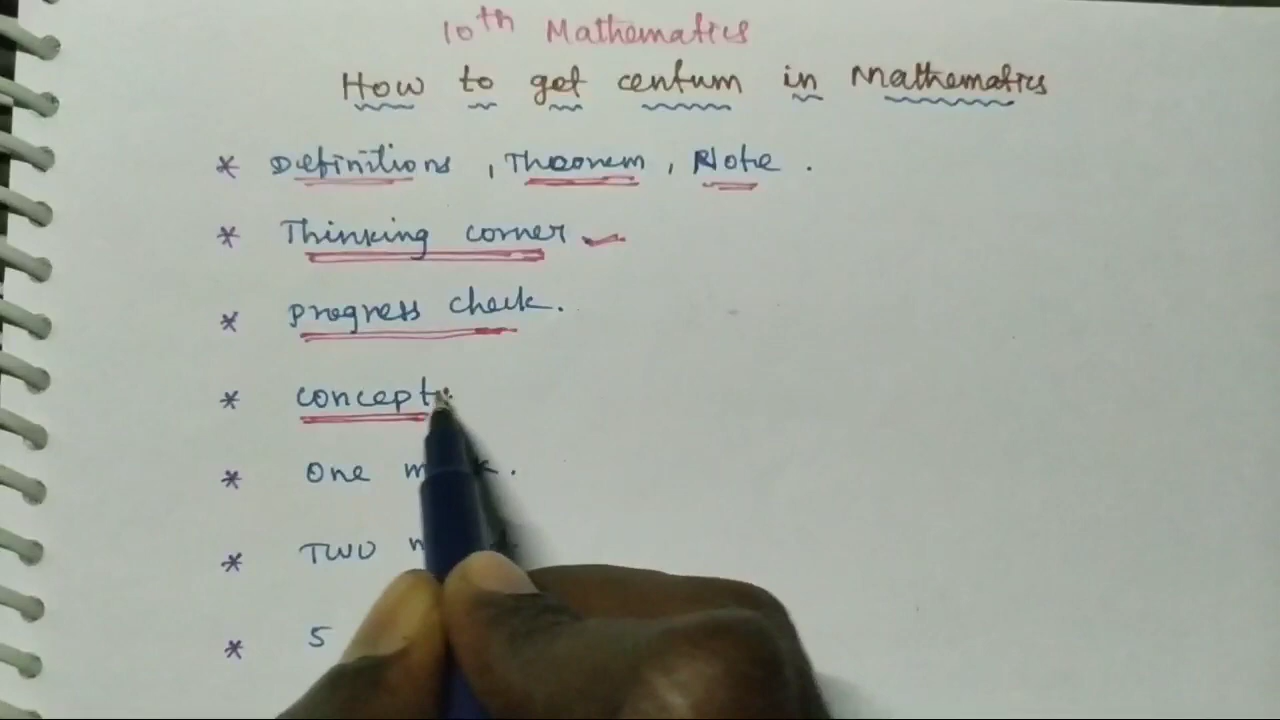 10th Mathematics
How to get centum in Mathematics
* Definitions, Theorem, Note.
* Thinking corner
* progress check.
* concept
* One
* TWO
* 5